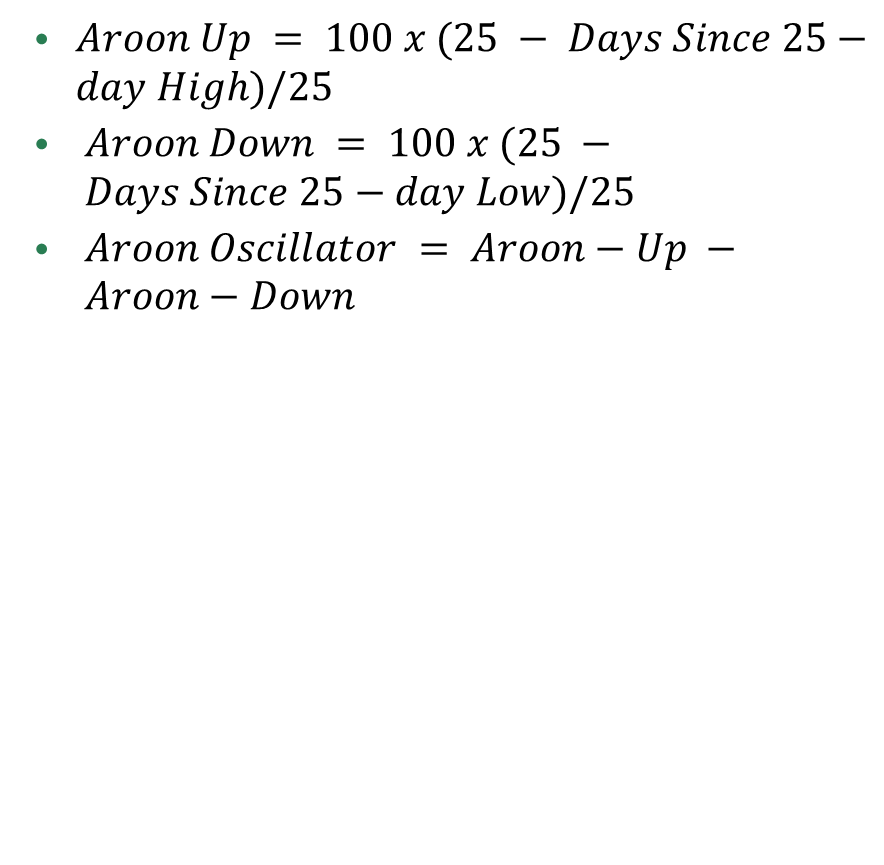 • Aroon Up = 100 x (25 − Days Since 25 −
day High)/25
• Aroon Down = 100 x (25 −
Days Since 25 − day Low)/25
• Aroon Oscillator = Aroon − Up −
Aroon − Down